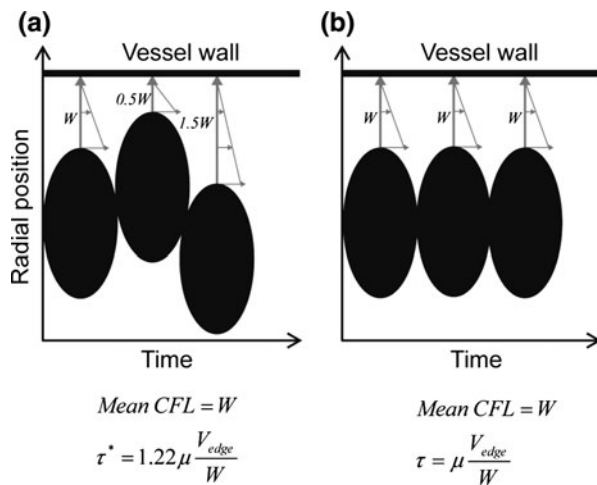 (a)
Vessel wall
W
0.5W
1.5W
Radial position
Time
Mean CFL = W
τ* = 1.22 μ V_edge / W
(b)
Vessel wall
W
W
W
Time
Mean CFL = W
τ = μ V_edge / W